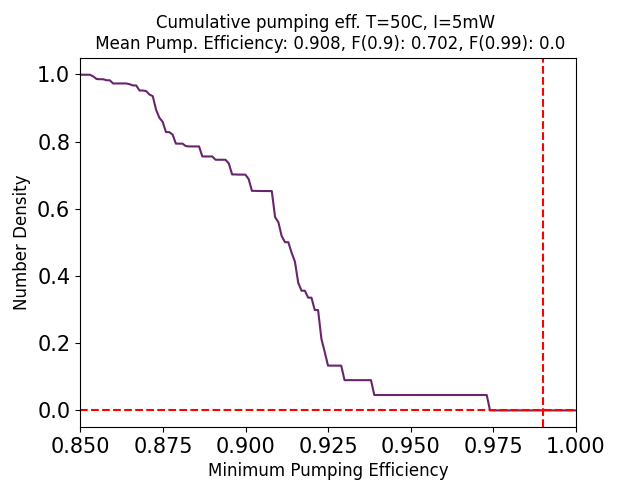 Cumulative pumping eff. T=50C, I=5mW
Mean Pump. Efficiency: 0.908, F(0.9): 0.702, F(0.99): 0.0
1.0
0.8
0.6
0.4
0.2
0.0
Number Density
0.850 0.875 0.900 0.925 0.950 0.975 1.000
Minimum Pumping Efficiency